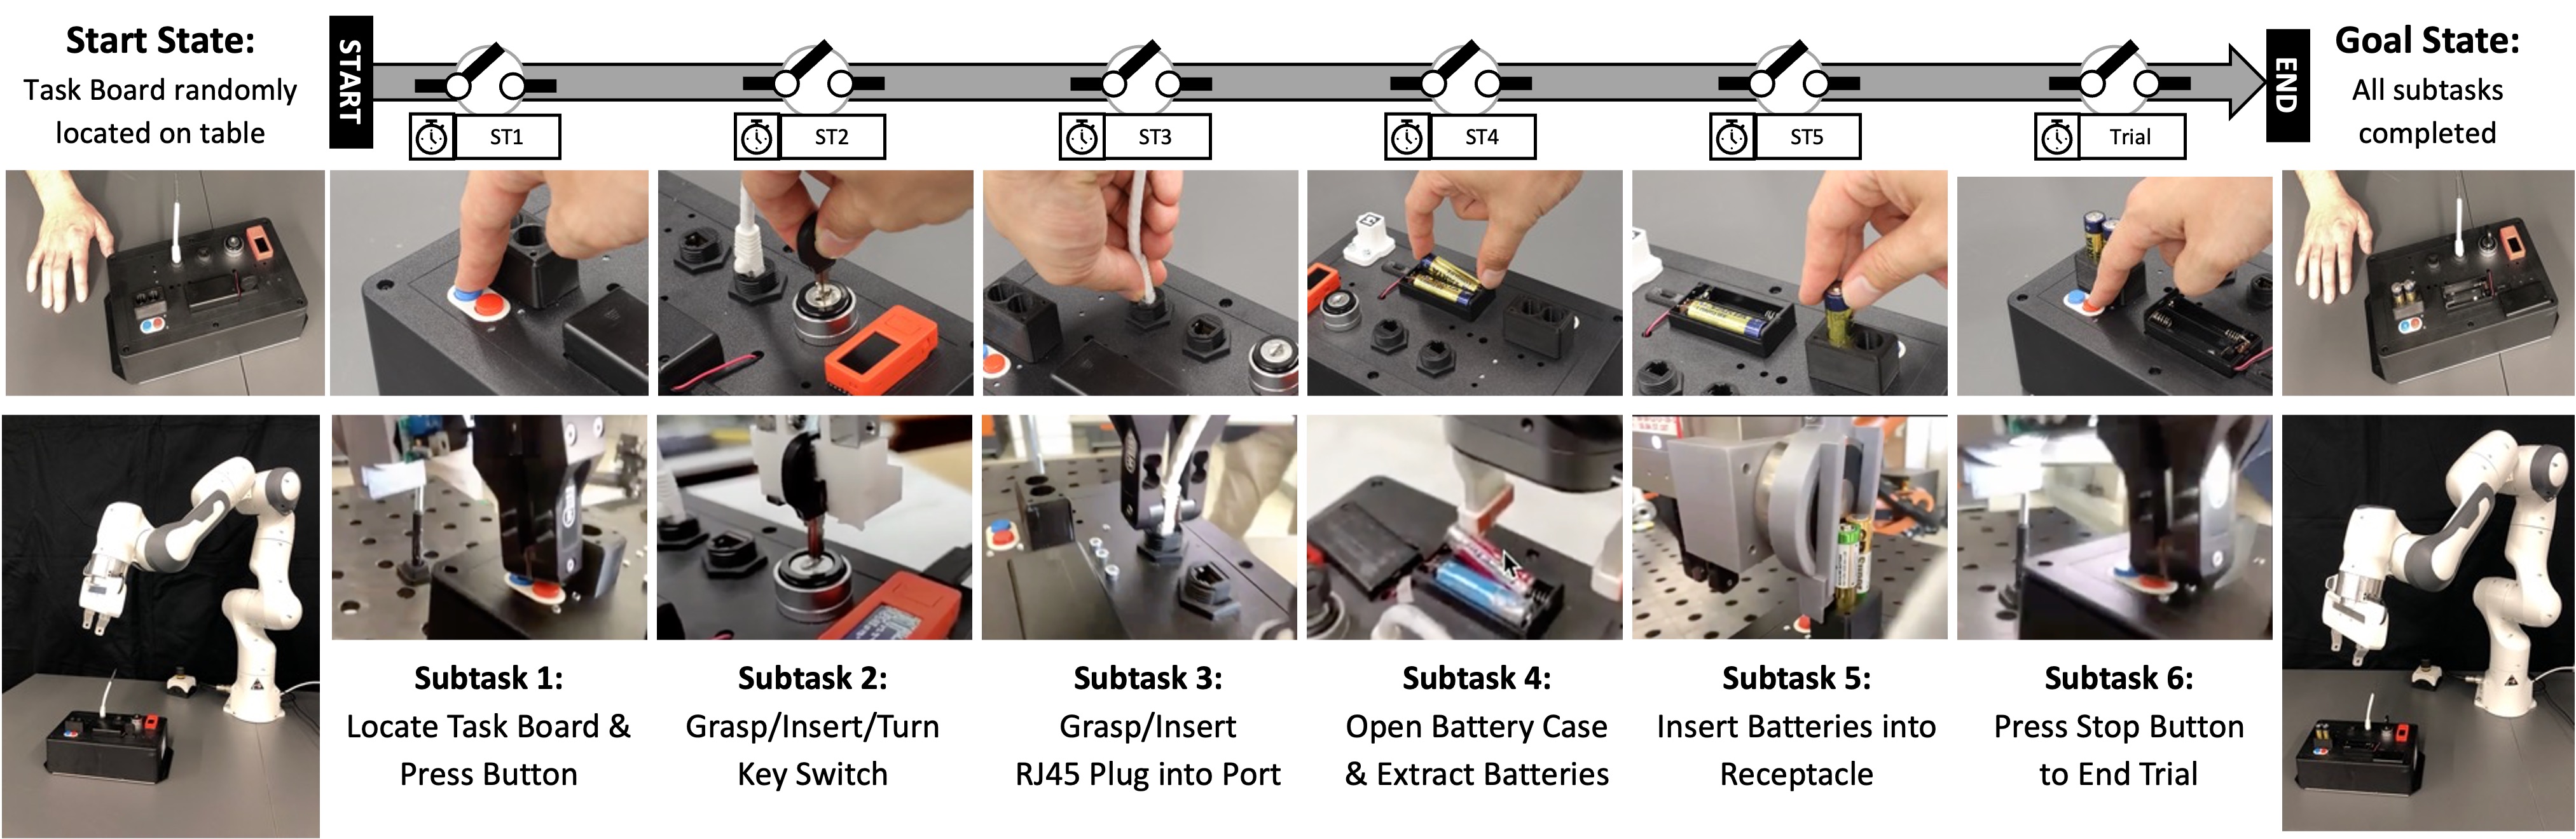 Start State:
Task Board randomly
located on table
START
ST1
ST2
ST3
ST4
ST5
Trial
END
Goal State:
All subtasks
completed
Subtask 1:
Locate Task Board &
Press Button
Subtask 2:
Grasp/Insert/Turn
Key Switch
Subtask 3:
Grasp/Insert
RJ45 Plug into Port
Subtask 4:
Open Battery Case
& Extract Batteries
Subtask 5:
Insert Batteries into
Receptacle
Subtask 6:
Press Stop Button
to End Trial